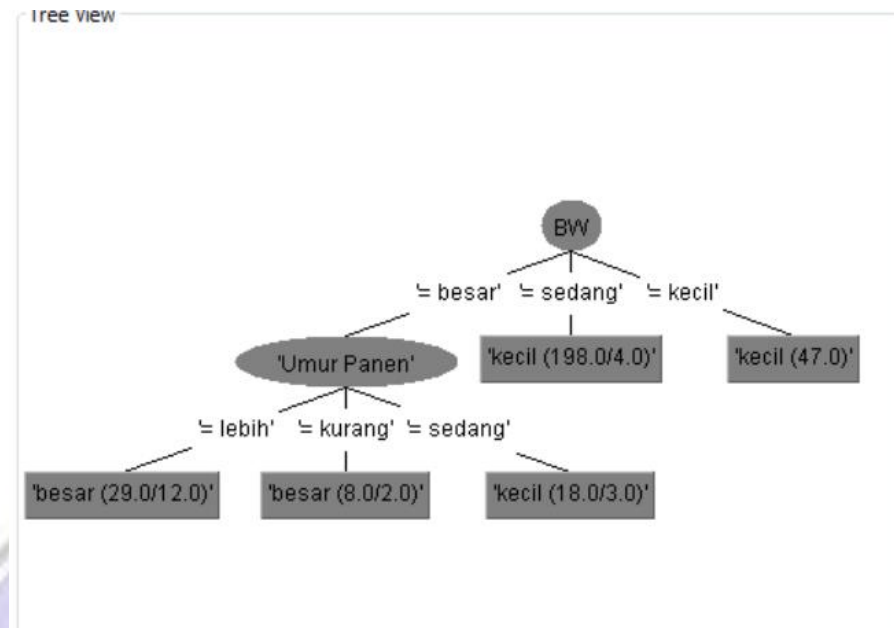 Tree View
BW
'= besar' '= sedang' '= kecil'
'Umur Panen' 'kecil (198.0/4.0)' 'kecil (47.0)'
'= lebih' '= kurang' '= sedang'
'besar (29.0/12.0)' 'besar (8.0/2.0)' 'kecil (18.0/3.0)'